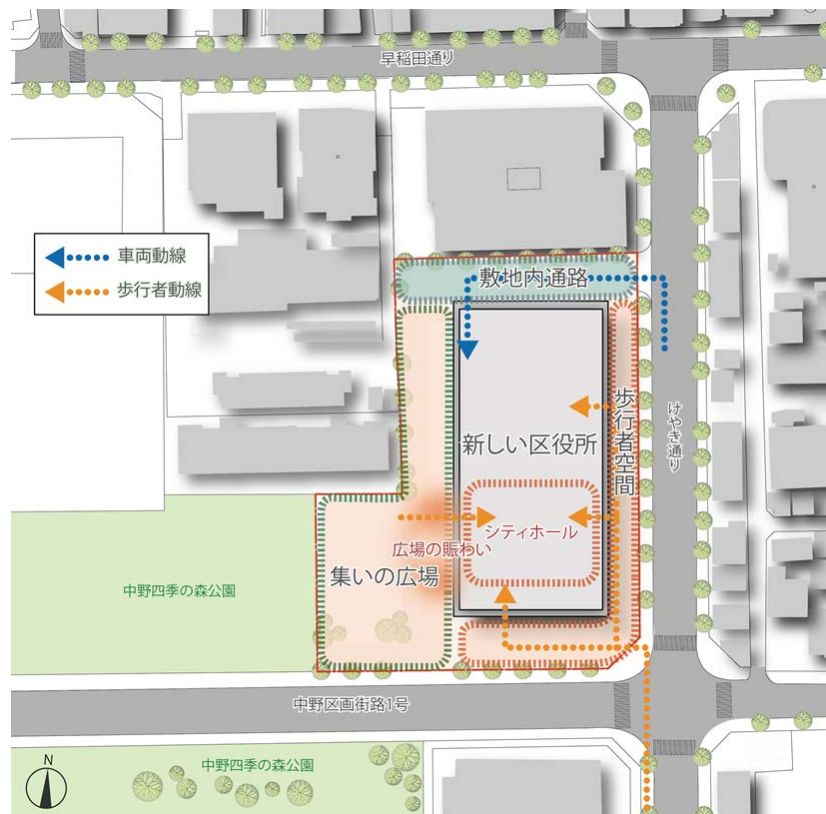 早稲田通り
車両動線
歩行者動線
敷地内通路
歩行者空間
けやき通り
新しい区役所
シティホール
広場の賑わい
集いの広場
中野四季の森公園
中野区画街路1号
中野四季の森公園
N